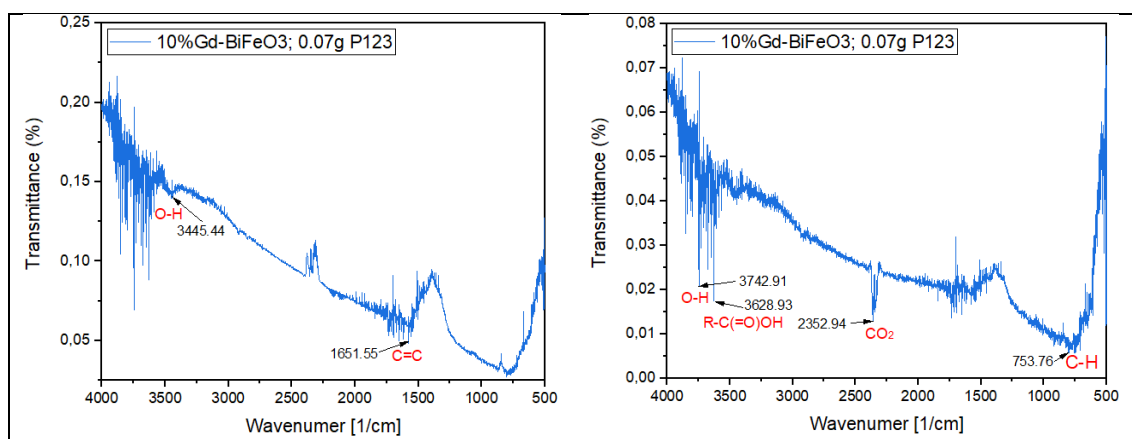 0,25
0,20
0,15
0,10
0,05
Transmittance (%)
10%Gd-BiFeO3; 0.07g P123
O-H
3445.44
1651.55
C=C
4000 3500 3000 2500 2000 1500 1000 500
Wavenumer [1/cm]
0,08
0,07
0,06
0,05
0,04
0,03
0,02
0,01
0,00
Transmittance (%)
10%Gd-BiFeO3; 0.07g P123
3742.91
O-H
3628.93
R-C(=O)OH
2352.94
CO2
753.76
C-H
4000 3500 3000 2500 2000 1500 1000 500
Wavenumer [1/cm]